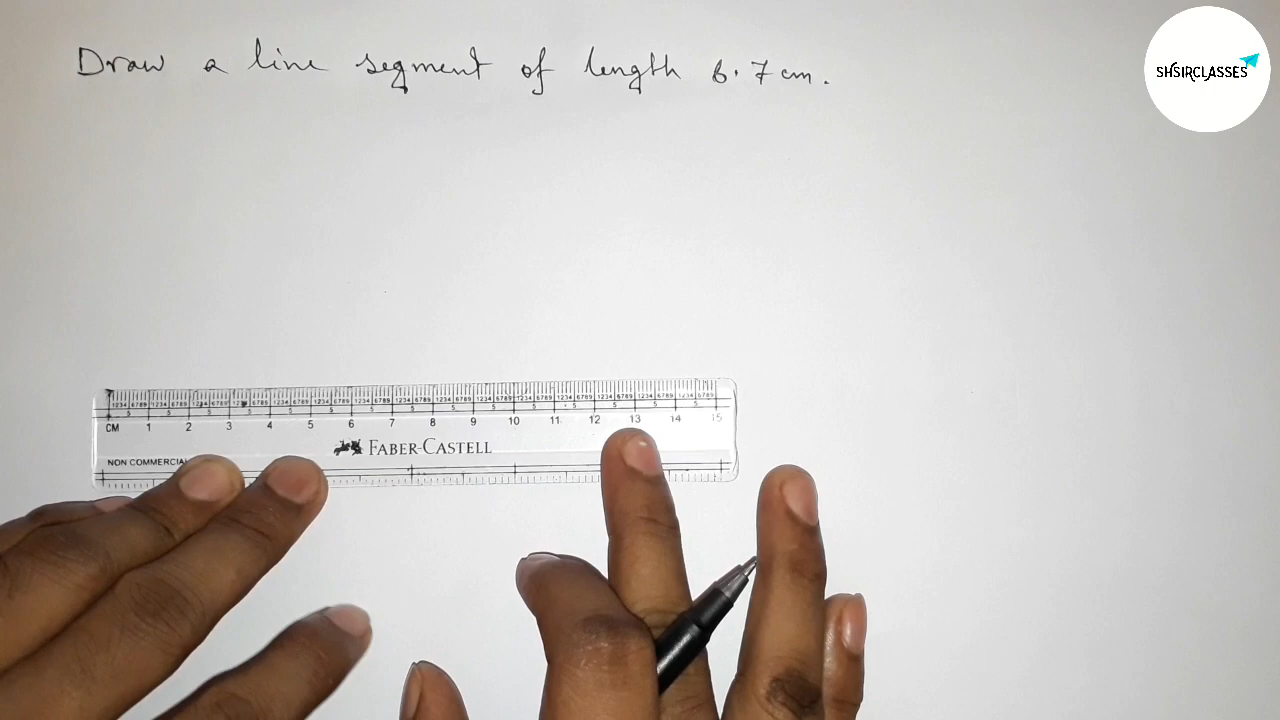 Draw a line segment of length 6.7 cm.
SHSIRCLASSES
CM 1 2 3 4 5 6 7 8 9 10 11 12 13 14 15
FABER-CASTELL
NON COMMERCIAL